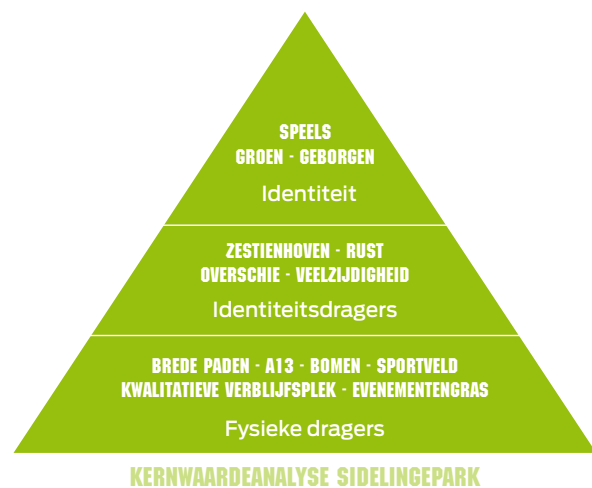 SPEELS
GROEN - GEBORGEN
Identiteit
ZESTIENHOVEN - RUST
OVERSCHIE - VEELZIJDIGHEID
Identiteitsdragers
BREDE PADEN - A13 - BOMEN - SPORTVELD
KWALITATIEVE VERBLIJFSPLEK - EVENEMENTENGRAS
Fysieke dragers
KERNWAARDEANALYSE SIDELINGEPARK